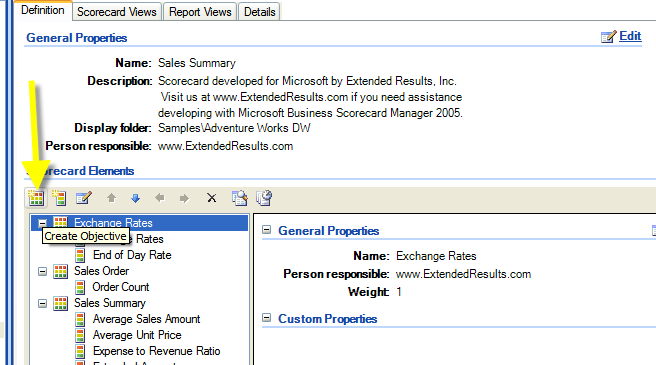 Definition Scorecard Views Report Views Details
General Properties Edit
Name: Sales Summary
Description: Scorecard developed for Microsoft by Extended Results, Inc.
Visit us at www.ExtendedResults.com if you need assistance
developing with Microsoft Business Scorecard Manager 2005.
Display folder: Samples\Adventure Works DW
Person responsible: www.ExtendedResults.com
Elements
Exchange Rates
Create Objective
Rates
End of Day Rate
Sales Order
Order Count
Sales Summary
Average Sales Amount
Average Unit Price
Expense to Revenue Ratio
General Properties
Name: Exchange Rates
Person responsible: www.ExtendedResults.com
Weight: 1
Custom Properties